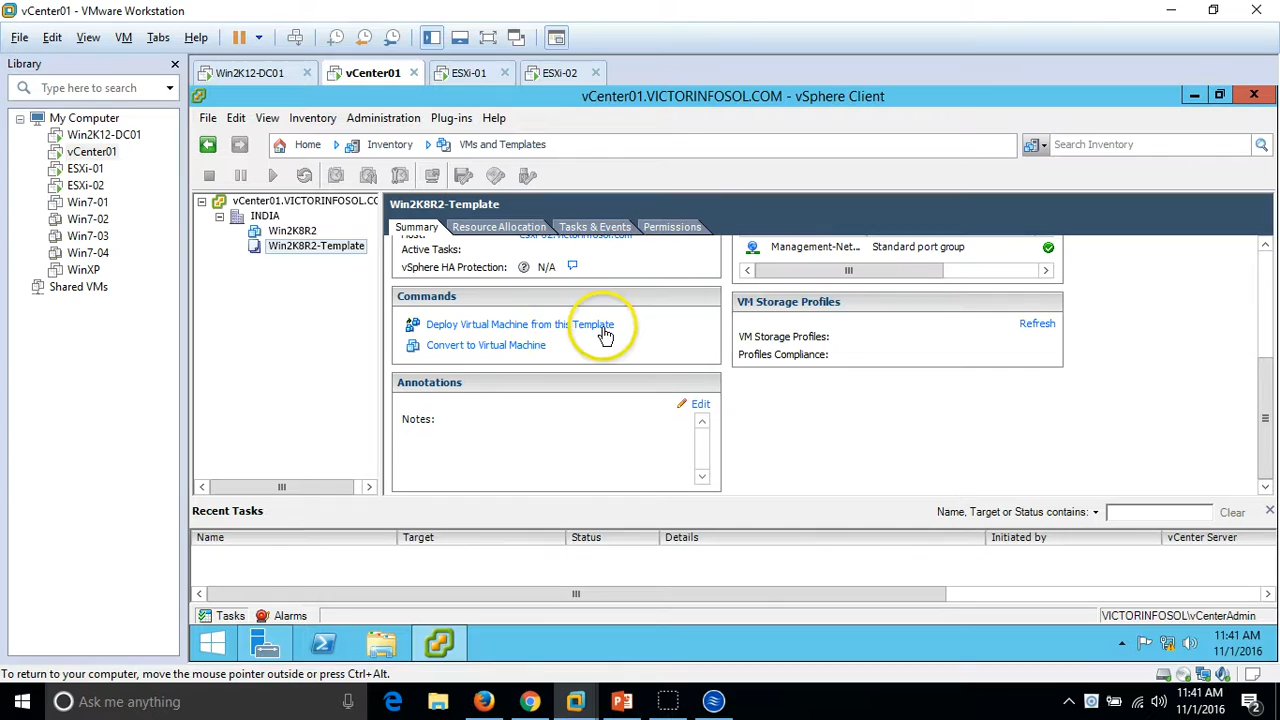 vCenter01 - VMware Workstation
File Edit View VM Tabs Help
Library
Type here to search
My Computer
Win2K12-DC01
vCenter01
ESXi-01
ESXi-02
Win7-01
Win7-02
Win7-03
Win7-04
WinXP
Shared VMs
Win2K12-DC01 vCenter01 ESXi-01 ESXi-02
vCenter01.VICTORINFOSOL.COM - vSphere Client
File Edit View Inventory Administration Plug-ins Help
Home Inventory VMs and Templates Search Inventory
vCenter01.VICTORINFOSOL.CO
INDIA
Win2K8R2
Win2K8R2-Template
Win2K8R2-Template
Summary Resource Allocation Tasks & Events Permissions
Host: esxi-02.victorinfosol.com
Active Tasks:
vSphere HA Protection: N/A
Management-Net... Standard port group
Commands
Deploy Virtual Machine from this Template
Convert to Virtual Machine
VM Storage Profiles
Refresh
VM Storage Profiles:
Profiles Compliance:
Annotations
Edit
Notes:
Recent Tasks
Name, Target or Status contains: Clear
Name Target Status Details Initiated by vCenter Server
Tasks Alarms VICTORINFOSOL\vCenterAdmin
11:41 AM
11/1/2016
To return to your computer, move the mouse pointer outside or press Ctrl+Alt.
Ask me anything
11:41 AM
11/1/2016
2